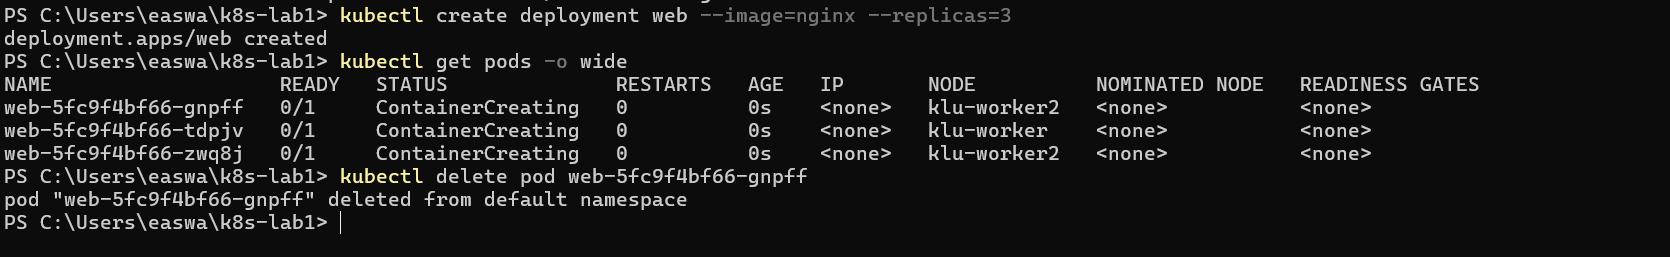 PS C:\Users\easwa\k8s-lab1> kubectl create deployment web --image=nginx --replicas=3
deployment.apps/web created
PS C:\Users\easwa\k8s-lab1> kubectl get pods -o wide
NAME                   READY   STATUS              RESTARTS   AGE   IP       NODE          NOMINATED NODE   READINESS GATES
web-5fc9f4bf66-gnpff   0/1     ContainerCreating   0          0s    <none>   klu-worker2   <none>           <none>
web-5fc9f4bf66-tdpjv   0/1     ContainerCreating   0          0s    <none>   klu-worker    <none>           <none>
web-5fc9f4bf66-zwq8j   0/1     ContainerCreating   0          0s    <none>   klu-worker2   <none>           <none>
PS C:\Users\easwa\k8s-lab1> kubectl delete pod web-5fc9f4bf66-gnpff
pod "web-5fc9f4bf66-gnpff" deleted from default namespace
PS C:\Users\easwa\k8s-lab1>